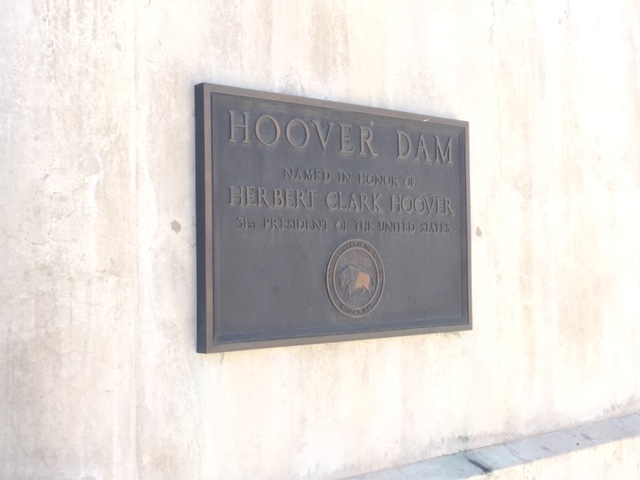 HOOVER DAM
NAMED IN HONOR OF
HERBERT CLARK HOOVER
31ST PRESIDENT OF THE UNITED STATES